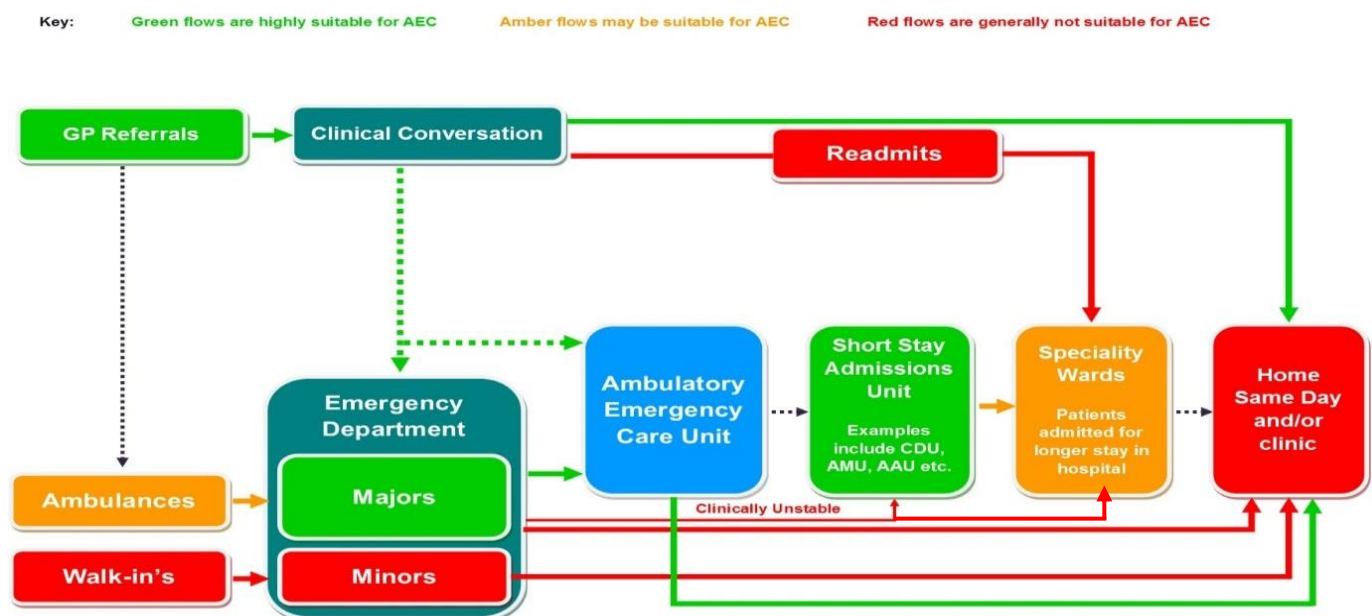 Key: Green flows are highly suitable for AEC Amber flows may be suitable for AEC Red flows are generally not suitable for AEC
GP Referrals
Clinical Conversation
Readmits
Emergency
Department
Majors
Minors
Ambulances
Walk-in's
Ambulatory
Emergency
Care Unit
Short Stay
Admissions
Unit
Examples
include CDU,
AMU, AAU etc.
Speciality
Wards
Patients
admitted for
longer stay in
hospital
Home
Same Day
and/or
clinic
Clinically Unstable